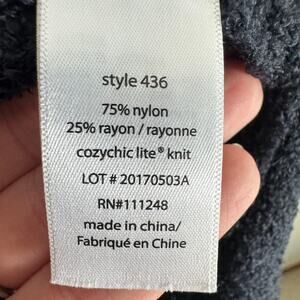 style 436
75% nylon
25% rayon / rayonne
cozychic lite® knit
LOT # 20170503A
RN#111248
made in china/
Fabriqué en Chine